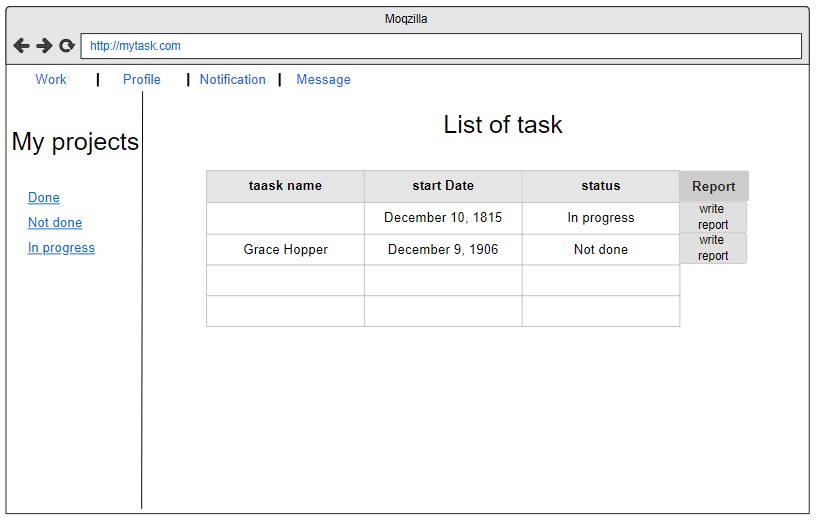 Moqzilla
http://mytask.com
Work | Profile | Notification | Message
My projects
Done
Not done
In progress
List of task
taask name start Date status Report
December 10, 1815 In progress write report
Grace Hopper December 9, 1906 Not done write report